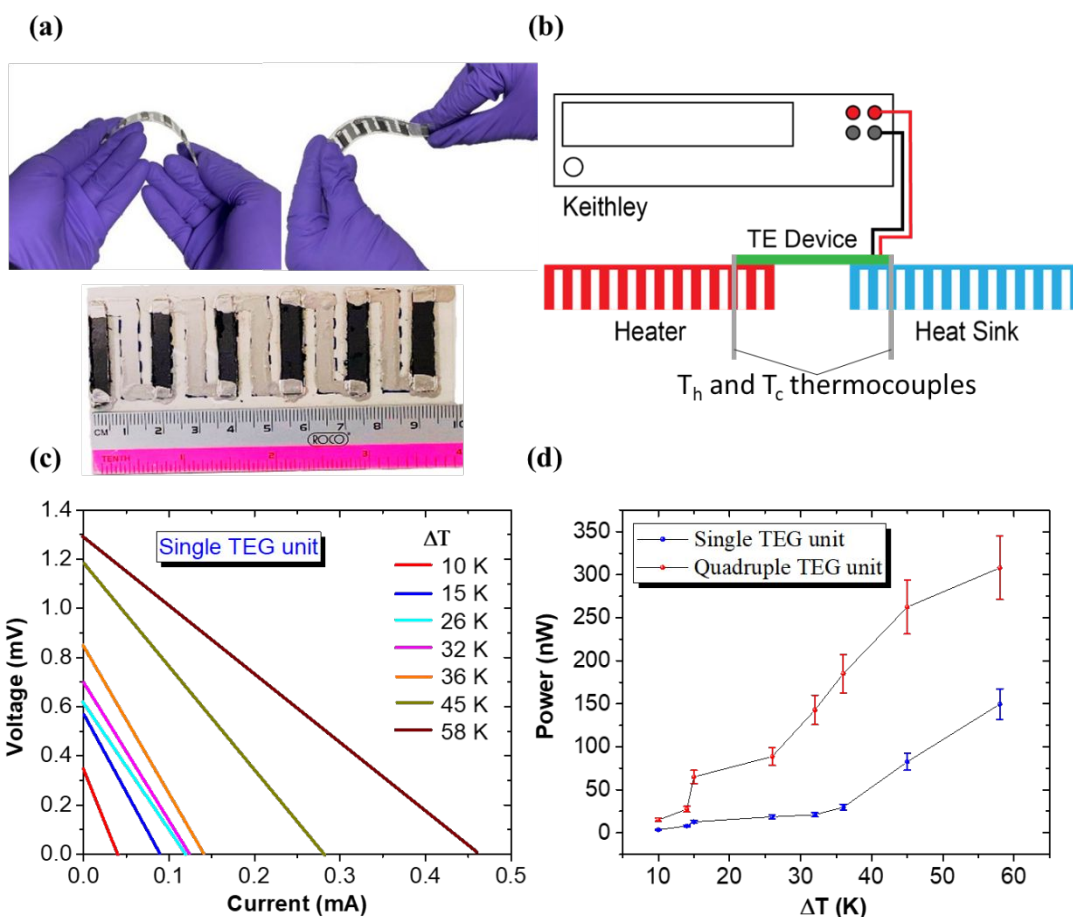 (a)
(b)
Keithley
TE Device
Heater
Heat Sink
Th and Tc thermocouples
CM 1 2 3 4 5 6 7 8 9 10
ROCO
TENTH 1 2 3 4
(c)
(d)
1.4
1.2
1.0
0.8
0.6
0.4
0.2
0.0
Voltage (mV)
Single TEG unit
ΔT
10 K
15 K
26 K
32 K
36 K
45 K
58 K
0.0 0.1 0.2 0.3 0.4 0.5
Current (mA)
350
300
250
200
150
100
50
0
Power (nW)
Single TEG unit
Quadruple TEG unit
10 20 30 40 50 60
ΔT (K)